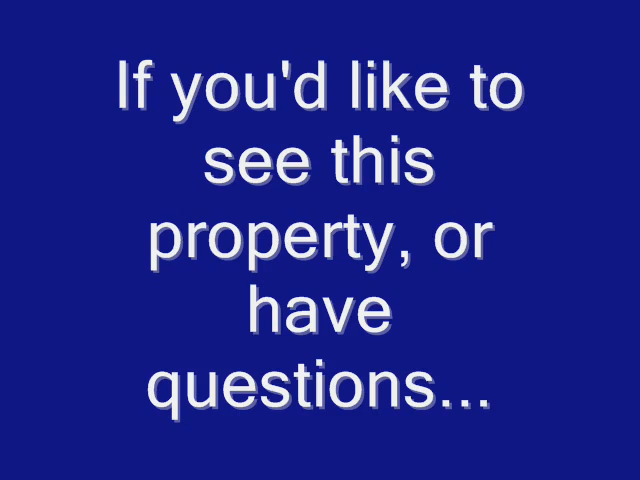 If you'd like to
see this
property, or
have
questions...